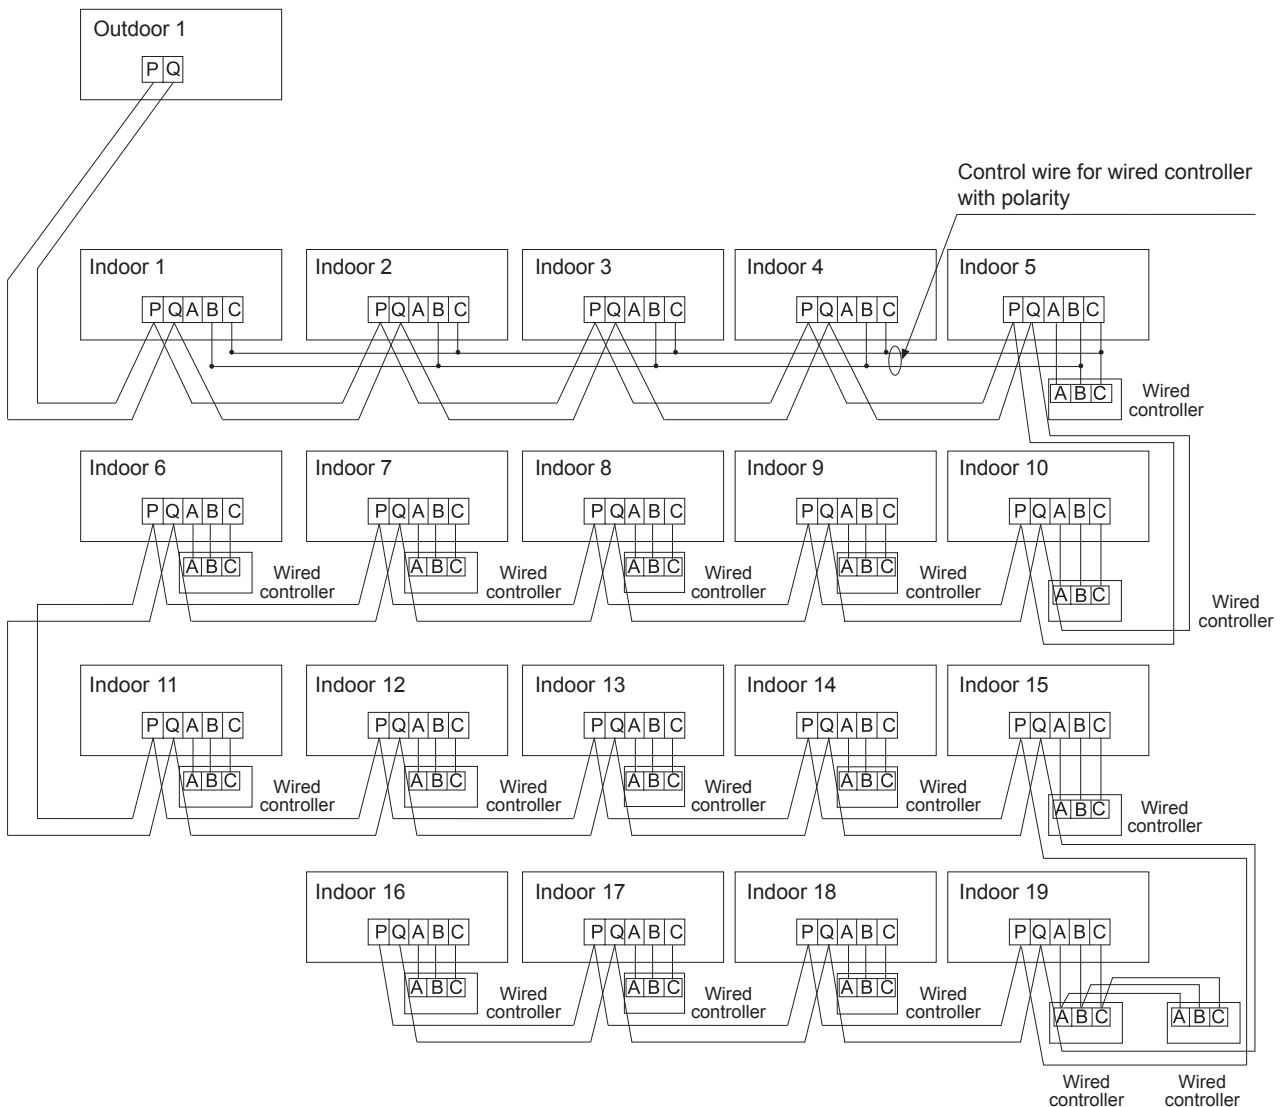 Outdoor 1
P Q
Control wire for wired controller
with polarity
Indoor 1
P Q A B C
Indoor 2
P Q A B C
Indoor 3
P Q A B C
Indoor 4
P Q A B C
Indoor 5
P Q A B C
A B C
Wired
controller
Indoor 6
P Q A B C
A B C
Wired
controller
Indoor 7
P Q A B C
A B C
Wired
controller
Indoor 8
P Q A B C
A B C
Wired
controller
Indoor 9
P Q A B C
A B C
Wired
controller
Indoor 10
P Q A B C
A B C
Wired
controller
Indoor 11
P Q A B C
A B C
Wired
controller
Indoor 12
P Q A B C
A B C
Wired
controller
Indoor 13
P Q A B C
A B C
Wired
controller
Indoor 14
P Q A B C
A B C
Wired
controller
Indoor 15
P Q A B C
A B C
Wired
controller
Indoor 16
P Q A B C
A B C
Wired
controller
Indoor 17
P Q A B C
A B C
Wired
controller
Indoor 18
P Q A B C
A B C
Wired
controller
Indoor 19
P Q A B C
A B C
Wired
controller
A B C
Wired
controller